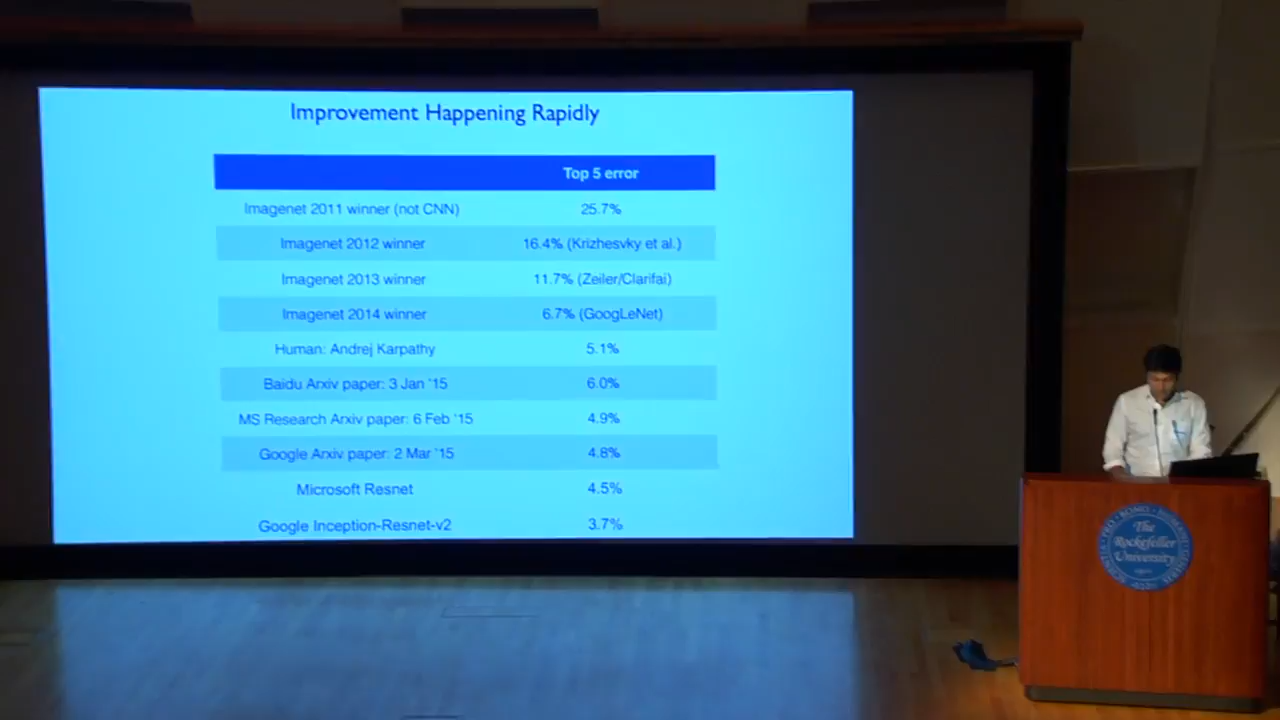 Improvement Happening Rapidly
Top 5 error
Imagenet 2011 winner (not CNN) 25.7%
Imagenet 2012 winner 16.4% (Krizhesvky et al.)
Imagenet 2013 winner 11.7% (Zeiler/Clarifai)
Imagenet 2014 winner 6.7% (GoogLeNet)
Human: Andrej Karpathy 5.1%
Baidu Arxiv paper: 3 Jan '15 6.0%
MS Research Arxiv paper: 6 Feb '15 4.9%
Google Arxiv paper: 2 Mar '15 4.8%
Microsoft Resnet 4.5%
Google Inception-Resnet-v2 3.7%
The
Rockefeller
University